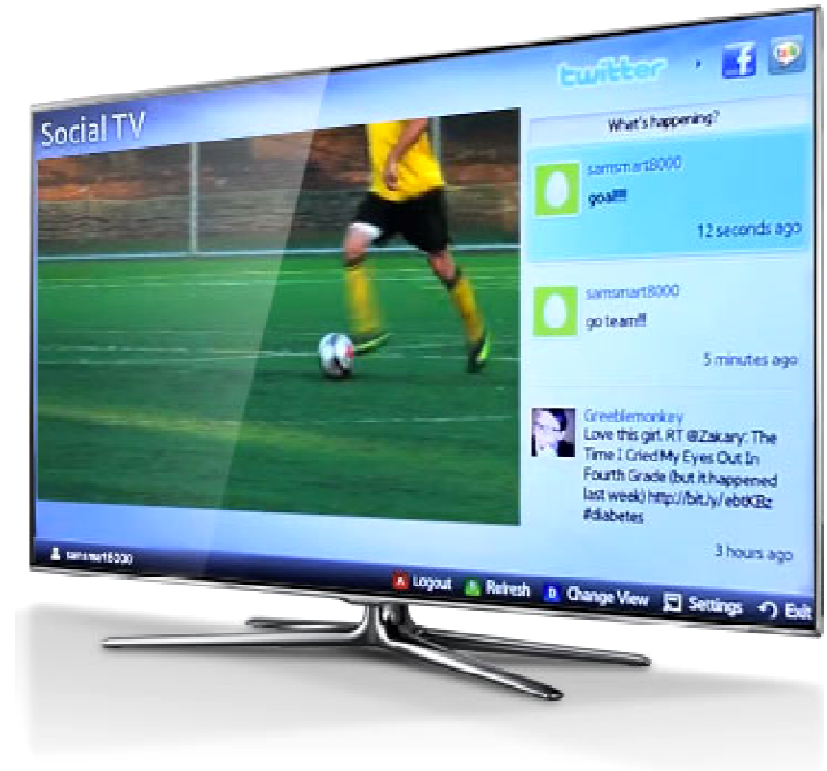 Social TV
twitter
f
talk
What's happening?
samsmart8000
goal!!!!
12 seconds ago
samsmart8000
go team!!!
5 minutes ago
Greeblemonkey
Love this girl. RT @Zakary: The
Time I Cried My Eyes Out In
Fourth Grade (but it happened
last week) http://bit.ly/ebtKBz
#diabetes
3 hours ago
samsmart8000
A Logout
B Refresh
D Change View
Settings
Exit